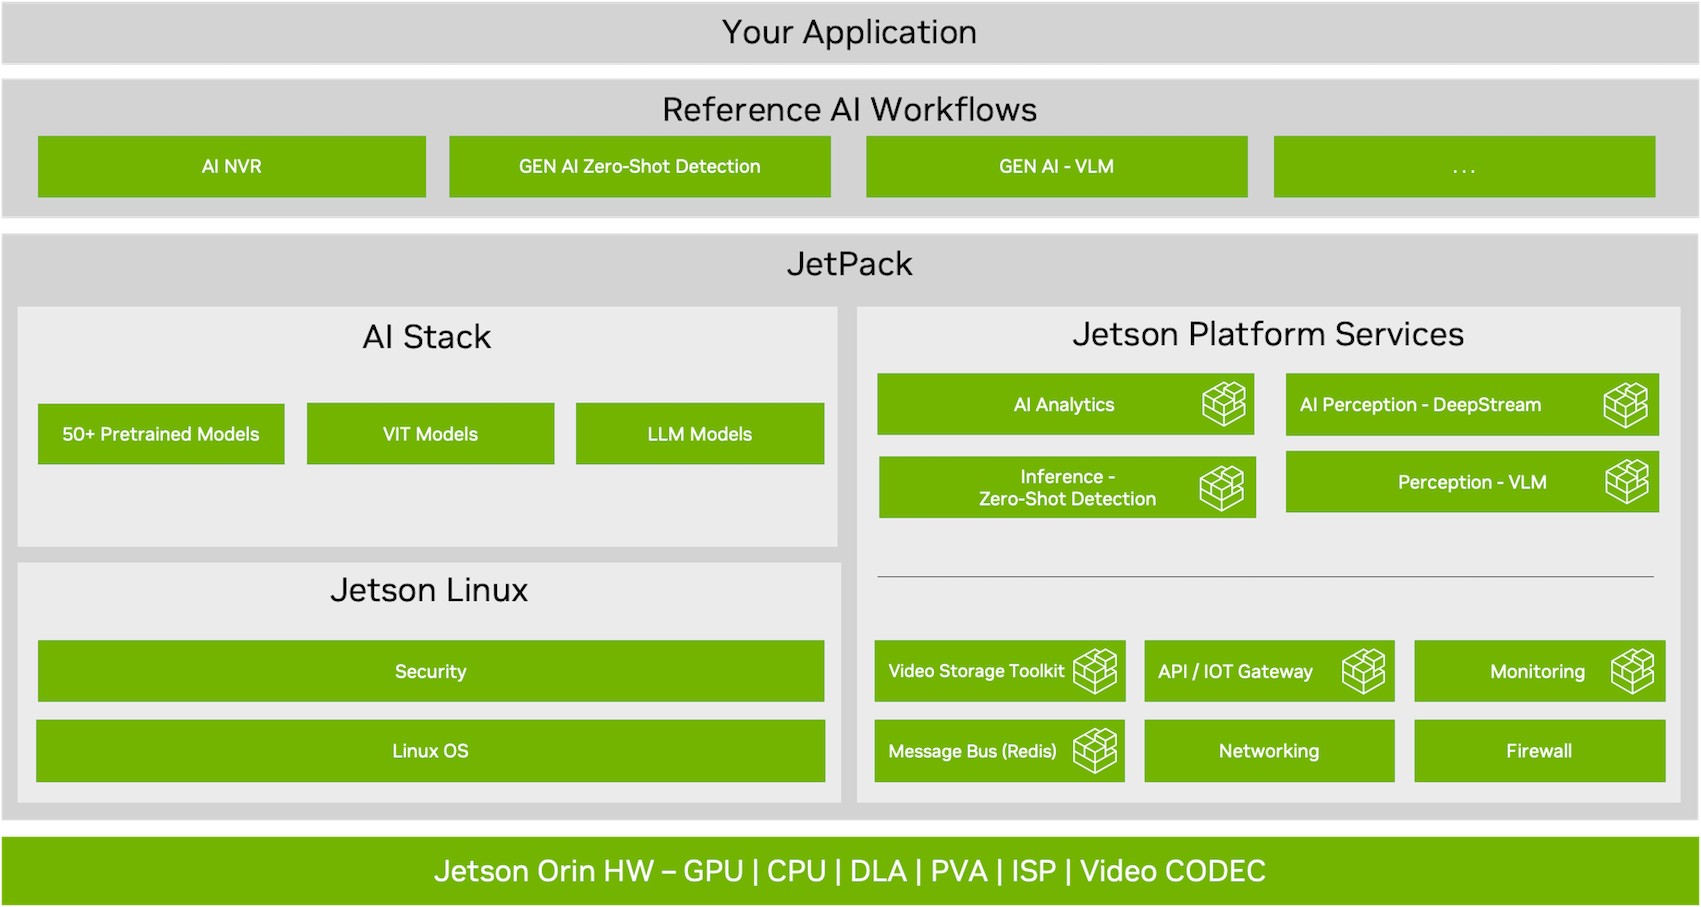 Your Application
Reference AI Workflows
AI NVR
GEN AI Zero-Shot Detection
GEN AI - VLM
...
JetPack
AI Stack
50+ Pretrained Models
VIT Models
LLM Models
Jetson Linux
Security
Linux OS
Jetson Platform Services
AI Analytics
AI Perception - DeepStream
Inference -
Zero-Shot Detection
Perception - VLM
Video Storage Toolkit
API / IOT Gateway
Monitoring
Message Bus (Redis)
Networking
Firewall
Jetson Orin HW – GPU | CPU | DLA | PVA | ISP | Video CODEC